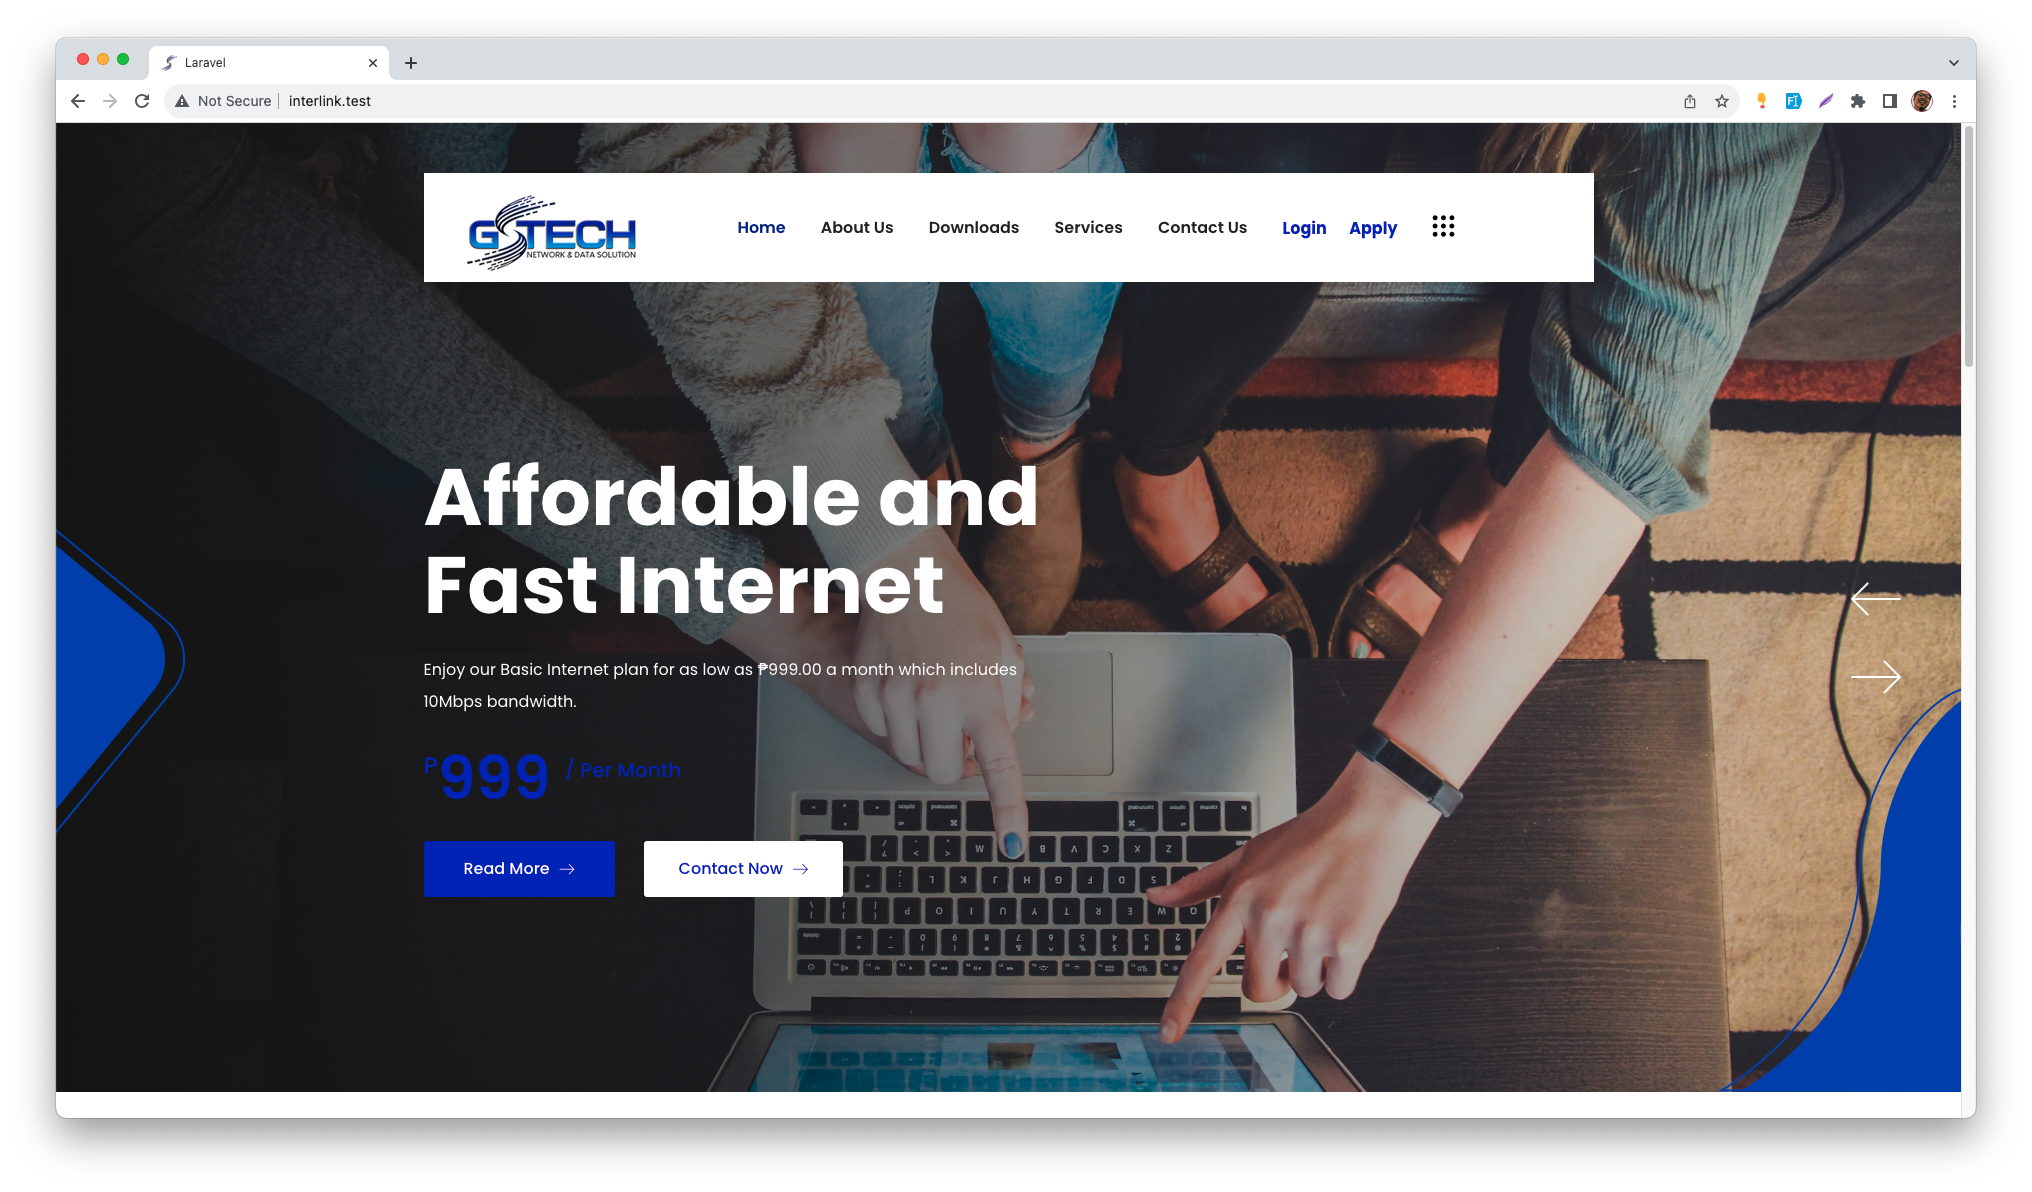 Laravel
Not Secure | interlink.test
GSTECH
NETWORK & DATA SOLUTION
Home About Us Downloads Services Contact Us Login Apply
Affordable and
Fast Internet
Enjoy our Basic Internet plan for as low as ₱999.00 a month which includes
10Mbps bandwidth.
P999 / Per Month
Read More → Contact Now →